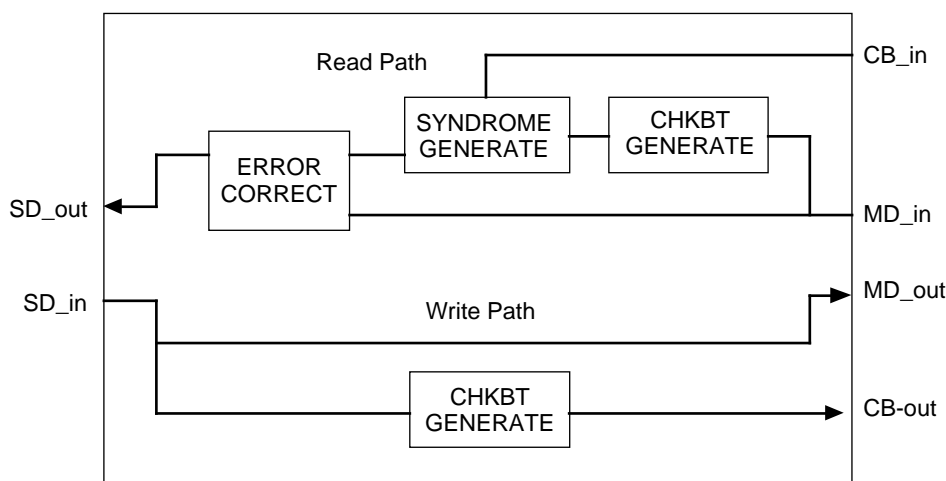 Read Path
CB_in
SYNDROME
GENERATE
CHKBT
GENERATE
ERROR
CORRECT
SD_out
MD_in
SD_in
Write Path
MD_out
CHKBT
GENERATE
CB-out